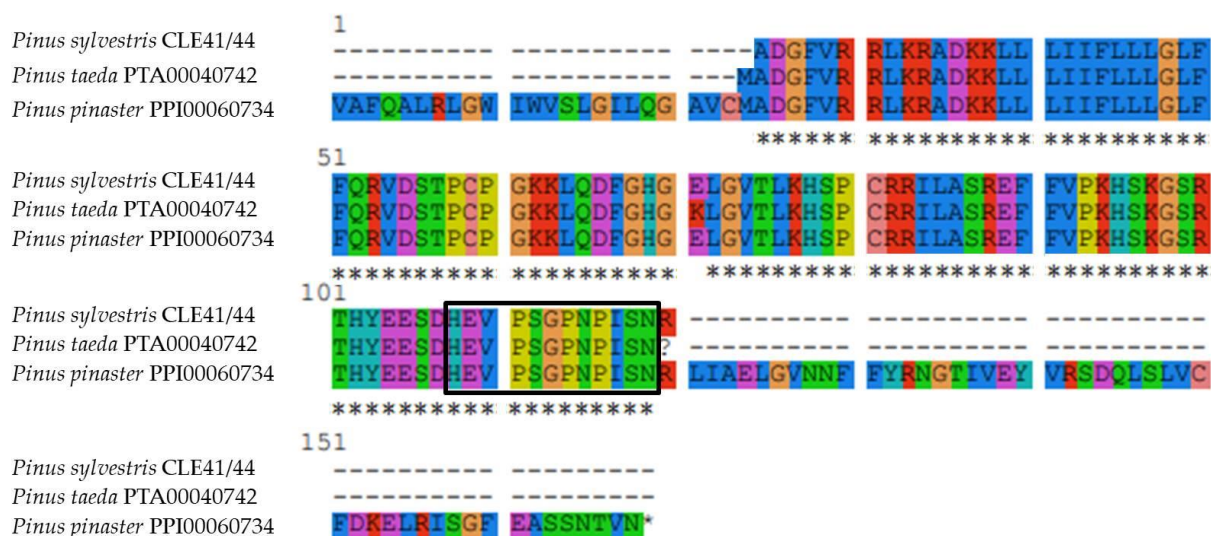 1
Pinus sylvestris CLE41/44 ---------- ---------- ----ADGFVR RLKRADKKLL LIIFLLLGLF
Pinus taeda PTA00040742 ---------- ---------- ---MADGFVR RLKRADKKLL LIIFLLLGLF
Pinus pinaster PPI00060734 VAFQALRLGW IWVSLGILQG AVCMADGFVR RLKRADKKLL LIIFLLLGLF
****** ********** **********
51
Pinus sylvestris CLE41/44 FQRVDSTPCP GKKLQDFGHG ELGVTLKHSP CRRILASREF FVPKHSKGSR
Pinus taeda PTA00040742 FQRVDSTPCP GKKLQDFGHG KLGVTLKHSP CRRILASREF FVPKHSKGSR
Pinus pinaster PPI00060734 FQRVDSTPCP GKKLQDFGHG ELGVTLKHSP CRRILASREF FVPKHSKGSR
********** ********** ********* ********** **********
101
Pinus sylvestris CLE41/44 THYEESDHEV PSGPNPISNR ---------- ---------- ----------
Pinus taeda PTA00040742 THYEESDHEV PSGPNPISN? ---------- ---------- ----------
Pinus pinaster PPI00060734 THYEESDHEV PSGPNPISNR LIAELGVNNF FYRNGTIVEY VRSDQLSLVC
********** *********
151
Pinus sylvestris CLE41/44 ---------- ---------
Pinus taeda PTA00040742 ---------- ---------
Pinus pinaster PPI00060734 FDKELRISGF EASSNTVN*